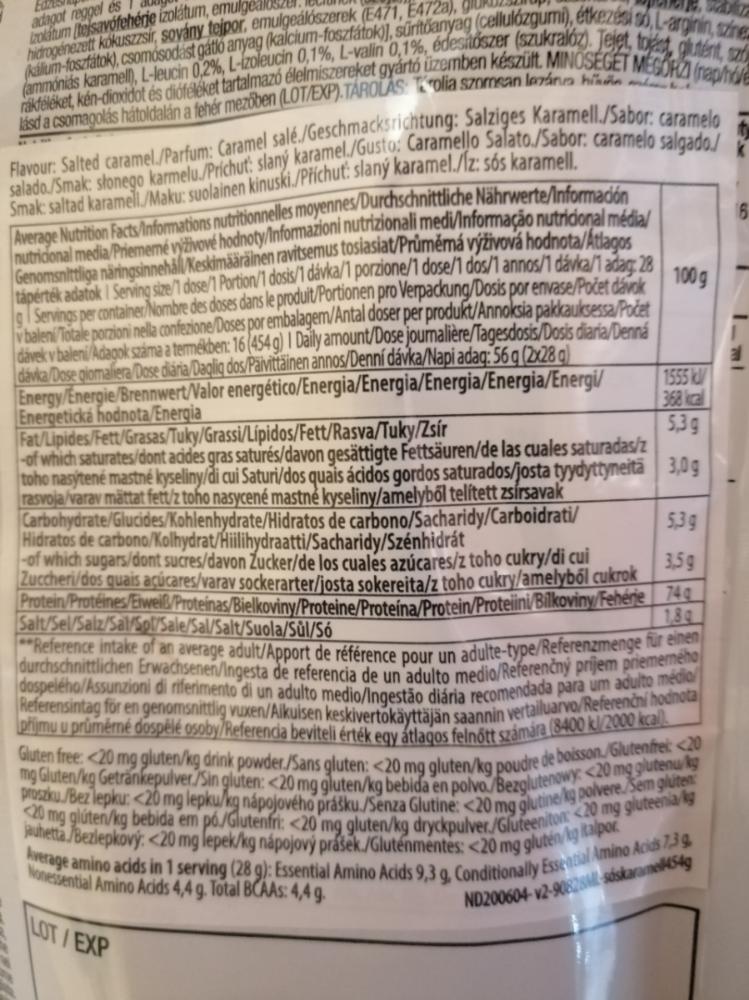 adagot reggel és 1
izolátum (tejsavófehérje izolátum, emulgeálószer:
hidrogénezett kókuszzsír, sovány tejpor, emulgeálószerek (E471, E472a),
(kálium-foszfátok), csomósodást gátló anyag (kalcium-foszfátok)], sűrítőanyag (cellulózgumi), étkezési só, L-arginin,
(ammóniás karamell), L-leucin 0,2%, L-izoleucin 0,1%, L-valin 0,1%, édesítőszer (szukralóz). Tejet, tojást, glutént,
rákféléket, kén-dioxidot és dióféléket tartalmazó élelmiszereket gyártó üzemben készült. MINŐSÉGÉT MEGŐRZI
lásd a csomagolás hátoldalán a fehér mezőben (LOT/EXP). TÁROLÁS: Tárolja szorosan lezárva
Flavour: Salted caramel./Parfum: Caramel salé./Geschmacksrichtung: Salziges Karamell./Sabor: caramelo
salado./Smak: słonego karmelu./Príchuť: slaný karamel./Gusto: Caramello Salato./Sabor: caramelo salgado./
Smak: saltad karamell./Maku: suolainen kinuski./Příchuť: slaný karamel./Íz: sós karamell.
Average Nutrition Facts/Informations nutritionnelles moyennes/Durchschnittliche Nährwerte/Información
nutricional media/Priemerné výživové hodnoty/Informazioni nutrizionali medi/Informação nutricional média/
Genomsnittliga näringsinnehåll/Keskimääräinen ravitsemus tosiasiat/Průměrná výživová hodnota/Átlagos
tápérték adatok | Serving size/1 dose/1 Portion/1 dosis/1 dávka/1 porzione/1 dose/1 dos/1 annos/1 dávka/1 adag: 28
g | Servings per container/Nombre des doses dans le produit/Portionen pro Verpackung/Dosis por envase/Počet dávok
v balení/Totale porzioni nella confezione/Doses por embalagem/Antal doser per produkt/Annoksia pakkauksessa/Počet
dávek v balení/Adagok száma a termékben: 16 (454 g) | Daily amount/Dose journalière/Tagesdosis/Dosis diaria/Denná
dávka/Dose giornaliera/Dose diária/Daglig dos/Päivittäinen annos/Denní dávka/Napi adag: 56 g (2x28 g)
100 g
Energy/Énergie/Brennwert/Valor energético/Energia/Energia/Energia/Energia/Energi/
Energetická hodnota/Energia
1555 kJ/
368 kcal
Fat/Lipides/Fett/Grasas/Tuky/Grassi/Lípidos/Fett/Rasva/Tuky/Zsír
5,3 g
-of which saturates/dont acides gras saturés/davon gesättigte Fettsäuren/de las cuales saturadas/z
toho nasýtené mastné kyseliny/di cui Saturi/dos quais ácidos gordos saturados/josta tyydyttyneitä
rasvoja/varav mättat fett/z toho nasycené mastné kyseliny/amelyből telített zsírsavak
3,0 g
Carbohydrate/Glucides/Kohlenhydrate/Hidratos de carbono/Sacharidy/Carboidrati/
Hidratos de carbono/Kolhydrat/Hiilihydraatti/Sacharidy/Szénhidrát
5,3 g
-of which sugars/dont sucres/davon Zucker/de los cuales azúcares/z toho cukry/di cui
Zuccheri/dos quais açúcares/varav sockerarter/josta sokereita/z toho cukry/amelyből cukrok
3,5 g
Protein/Protéines/Eiweiß/Proteínas/Bielkoviny/Proteine/Proteína/Protein/Proteiini/Bílkoviny/Fehérje
74 g
Salt/Sel/Salz/Sal/Soľ/Sale/Sal/Salt/Suola/Sůl/Só
1,8 g
**Reference intake of an average adult/Apport de référence pour un adulte-type/Referenzmenge für einen
durchschnittlichen Erwachsenen/Ingesta de referencia de un adulto medio/Referenčný príjem priemerného
dospelého/Assunzioni di riferimento di un adulto medio/Ingestão diária recomendada para um adulto médio/
Referensintag för en genomsnittlig vuxen/Aikuisen keskivertokäyttäjän saannin vertailuarvo/Referenční hodnota
příjmu u průměrné dospělé osoby/Referencia beviteli érték egy átlagos felnőtt számára (8400 kJ/2000 kcal).
Gluten free: <20 mg gluten/kg drink powder./Sans gluten: <20 mg gluten/kg poudre de boisson./Glutenfrei: <20
mg Gluten/kg Getränkepulver./Sin gluten: <20 mg gluten/kg bebida en polvo./Bezglutenowy: <20 mg glutenu/kg
proszku./Bez lepku: <20 mg lepku/kg nápojového prášku./Senza Glutine: <20 mg glutine/kg polvere./Sem glúten:
<20 mg glúten/kg bebida em pó./Glutenfri: <20 mg gluten/kg dryckpulver./Gluteeniton: <20 mg gluteenia/kg
jauhetta./Bezlepkový: <20 mg lepek/kg nápojový prášek./Gluténmentes: <20 mg glutén/kg italpor.
Average amino acids in 1 serving (28 g): Essential Amino Acids 9,3 g, Conditionally Essential Amino Acids 7,3 g,
Nonessential Amino Acids 4,4 g. Total BCAAs: 4,4 g.
ND200604-v2-90828ML-sóskaramell454g
LOT / EXP